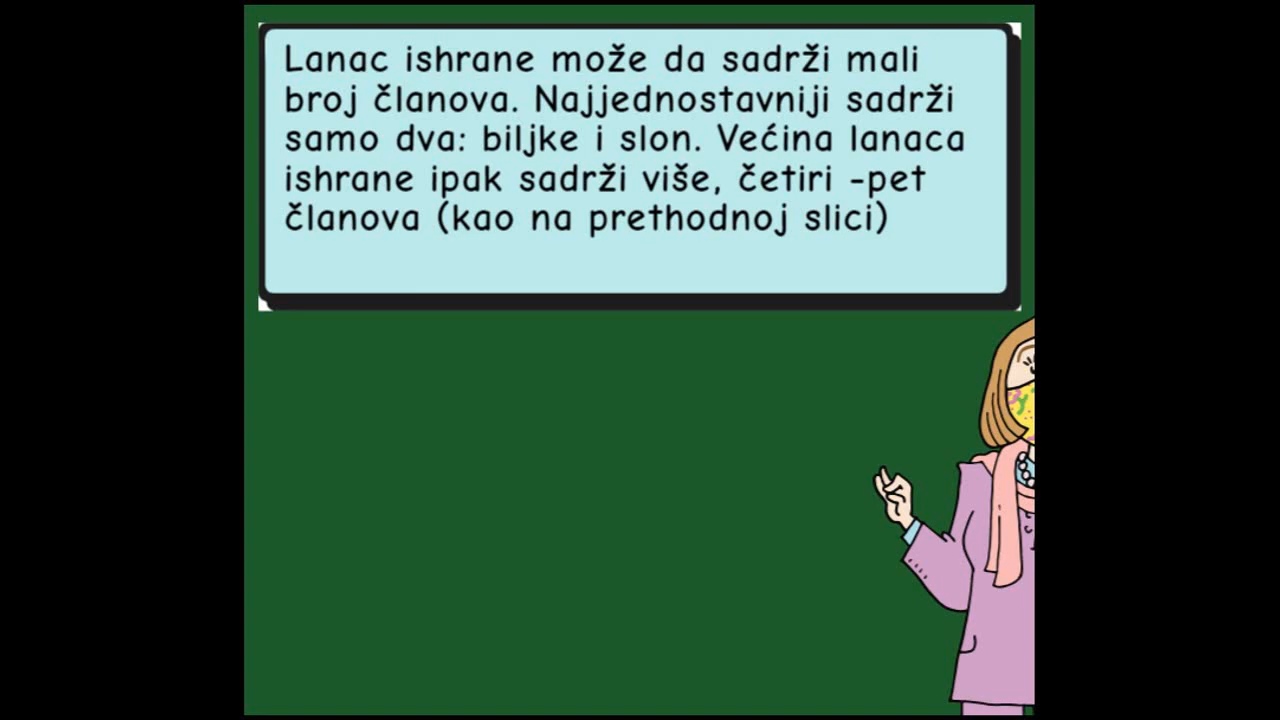 Lanac ishrane može da sadrži mali
broj članova. Najjednostavniji sadrži
samo dva: biljke i slon. Većina lanaca
ishrane ipak sadrži više, četiri -pet
članova (kao na prethodnoj slici)